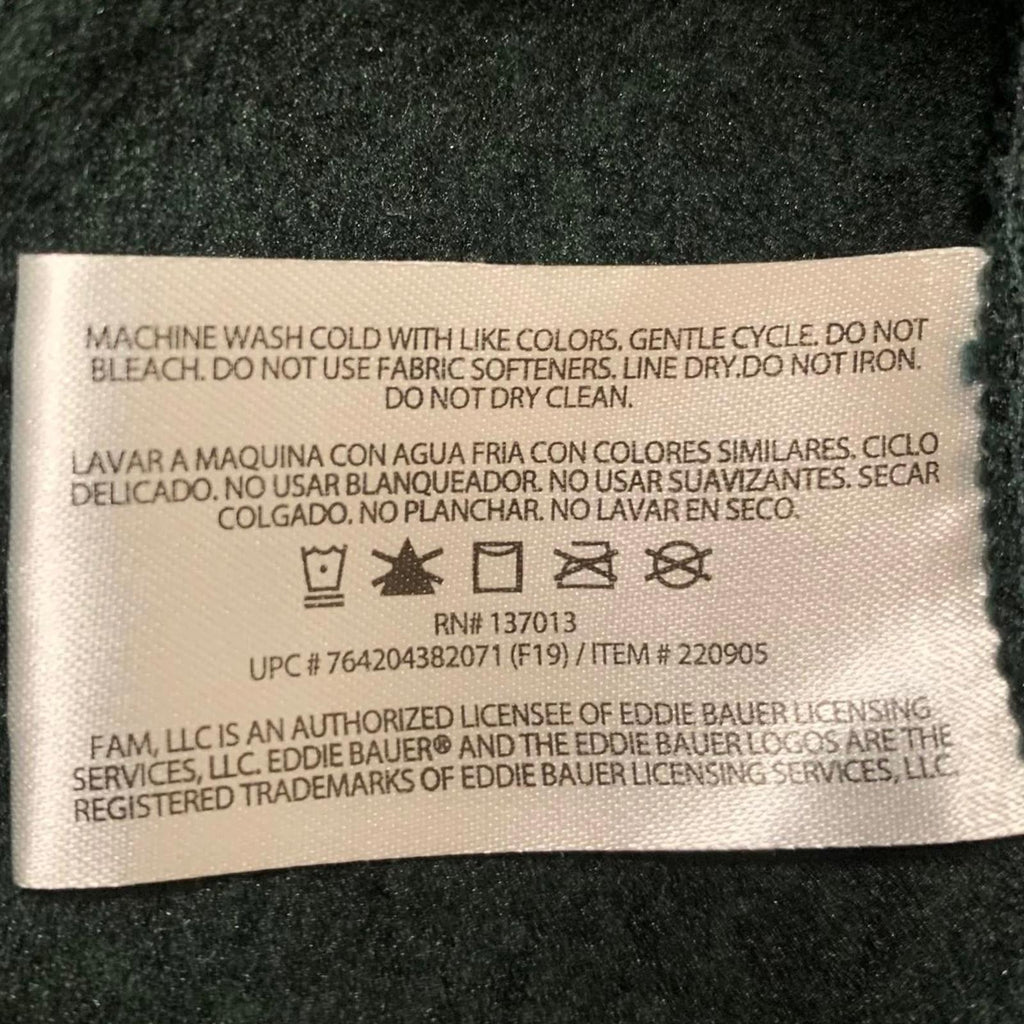 MACHINE WASH COLD WITH LIKE COLORS. GENTLE CYCLE. DO NOT
BLEACH. DO NOT USE FABRIC SOFTENERS. LINE DRY.DO NOT IRON.
DO NOT DRY CLEAN.
LAVAR A MAQUINA CON AGUA FRIA CON COLORES SIMILARES. CICLO
DELICADO. NO USAR BLANQUEADOR. NO USAR SUAVIZANTES. SECAR
COLGADO. NO PLANCHAR. NO LAVAR EN SECO.
RN# 137013
UPC # 764204382071 (F19) / ITEM # 220905
FAM, LLC IS AN AUTHORIZED LICENSEE OF EDDIE BAUER LICENSING
SERVICES, LLC. EDDIE BAUER® AND THE EDDIE BAUER LOGOS ARE THE
REGISTERED TRADEMARKS OF EDDIE BAUER LICENSING SERVICES, LLC.